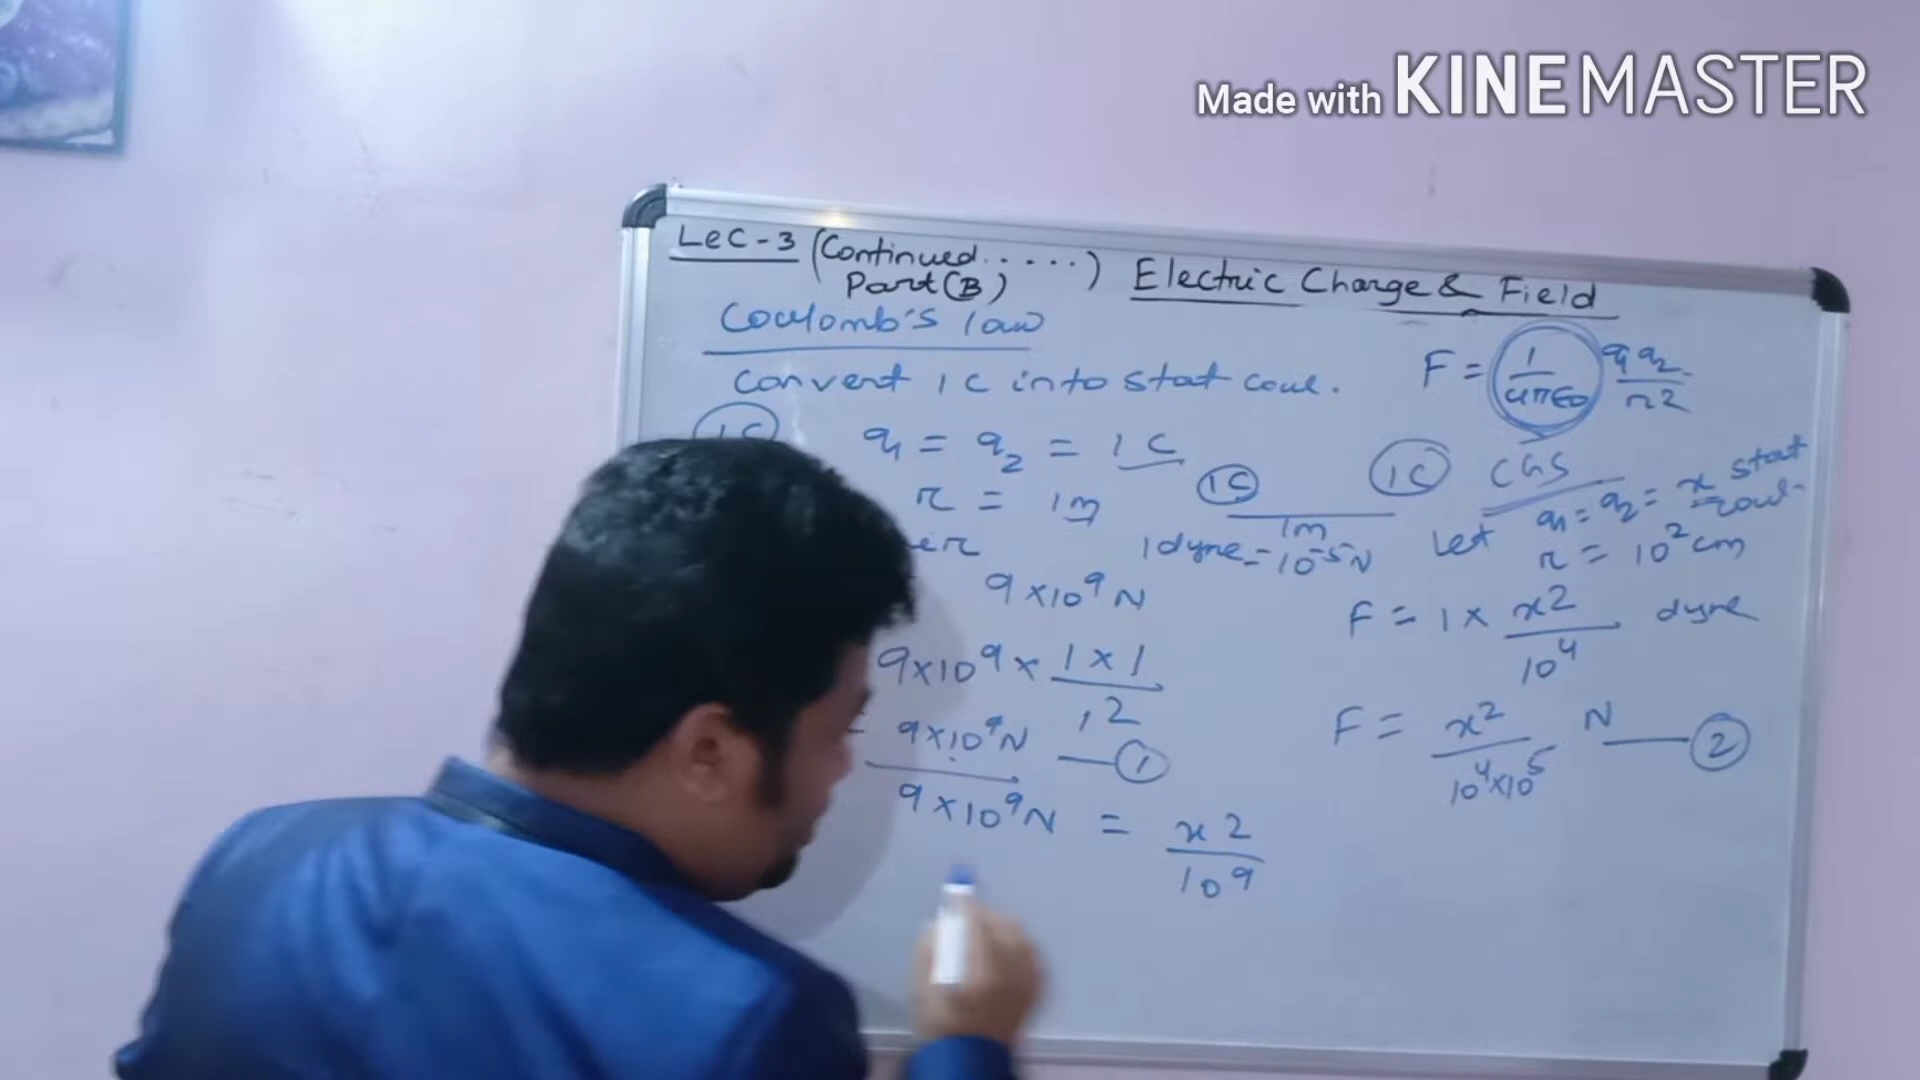 Made with KINEMASTER
Lec-3 (Continued.....)
Part(B)
Electric Charge & Field
Coulomb's law
Convert 1C into stat coul.
F = 1/4π∈0 q1q2/r2
1C
q1 = q2 = 1C
r = 1m
1C 1C
1m
1dyne = 10-5N
CGS
Let q1 = q2 = x stat coul-
r = 10² cm
9×10⁹ N
F = 1 × x2/10⁴ dyne
9×10⁹ × 1×1/12
= 9×10⁹N — ①
F = x²/10⁴×10⁵ N — ②
9×10⁹N = x2/10⁹